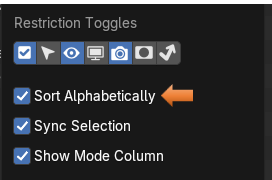 Restriction Toggles
Sort Alphabetically
Sync Selection
Show Mode Column